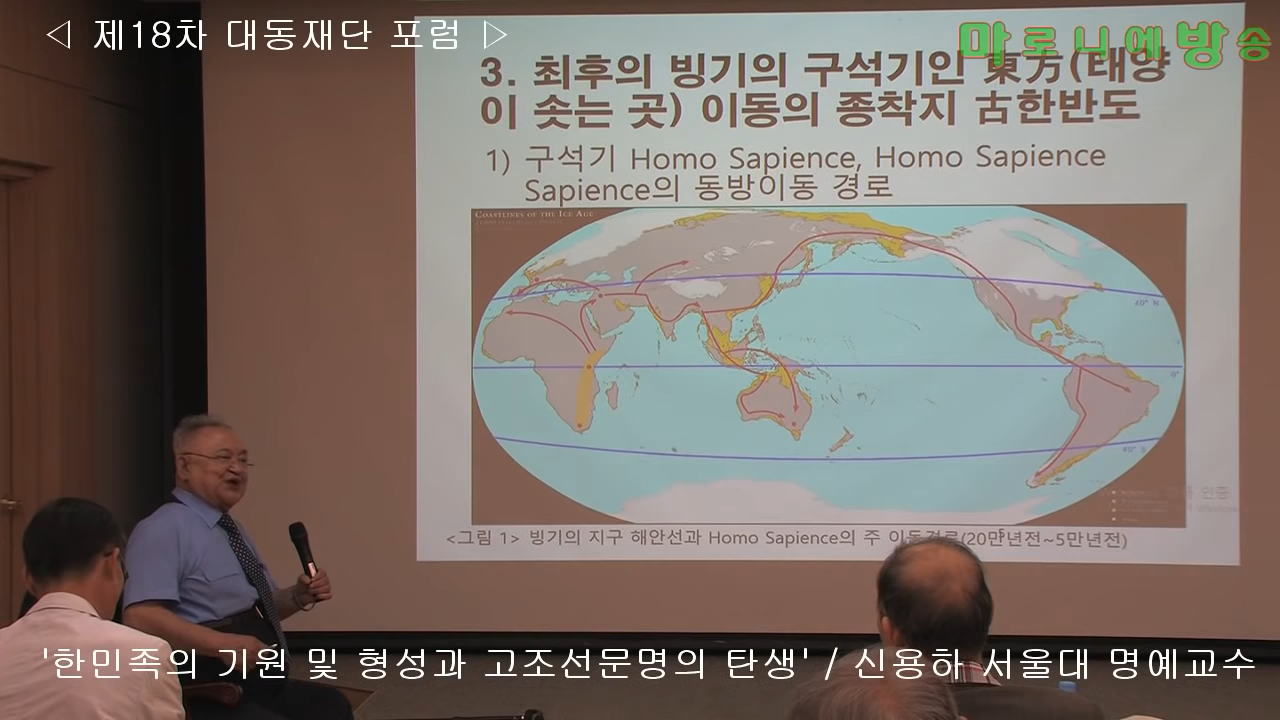 ◁ 제18차 대동재단 포럼 ▷
마로니에방송
3. 최후의 빙기의 구석기인 東方(태양
이 솟는 곳) 이동의 종착지 古한반도
1) 구석기 Homo Sapience, Homo Sapience
Sapience의 동방이동 경로
COASTLINES OF THE ICE AGE
40° N
0°
40° S
인증
<그림 1> 빙기의 지구 해안선과 Homo Sapience의 주 이동경로(20만년전~5만년전)
'한민족의 기원 및 형성과 고조선문명의 탄생' / 신용하 서울대 명예교수